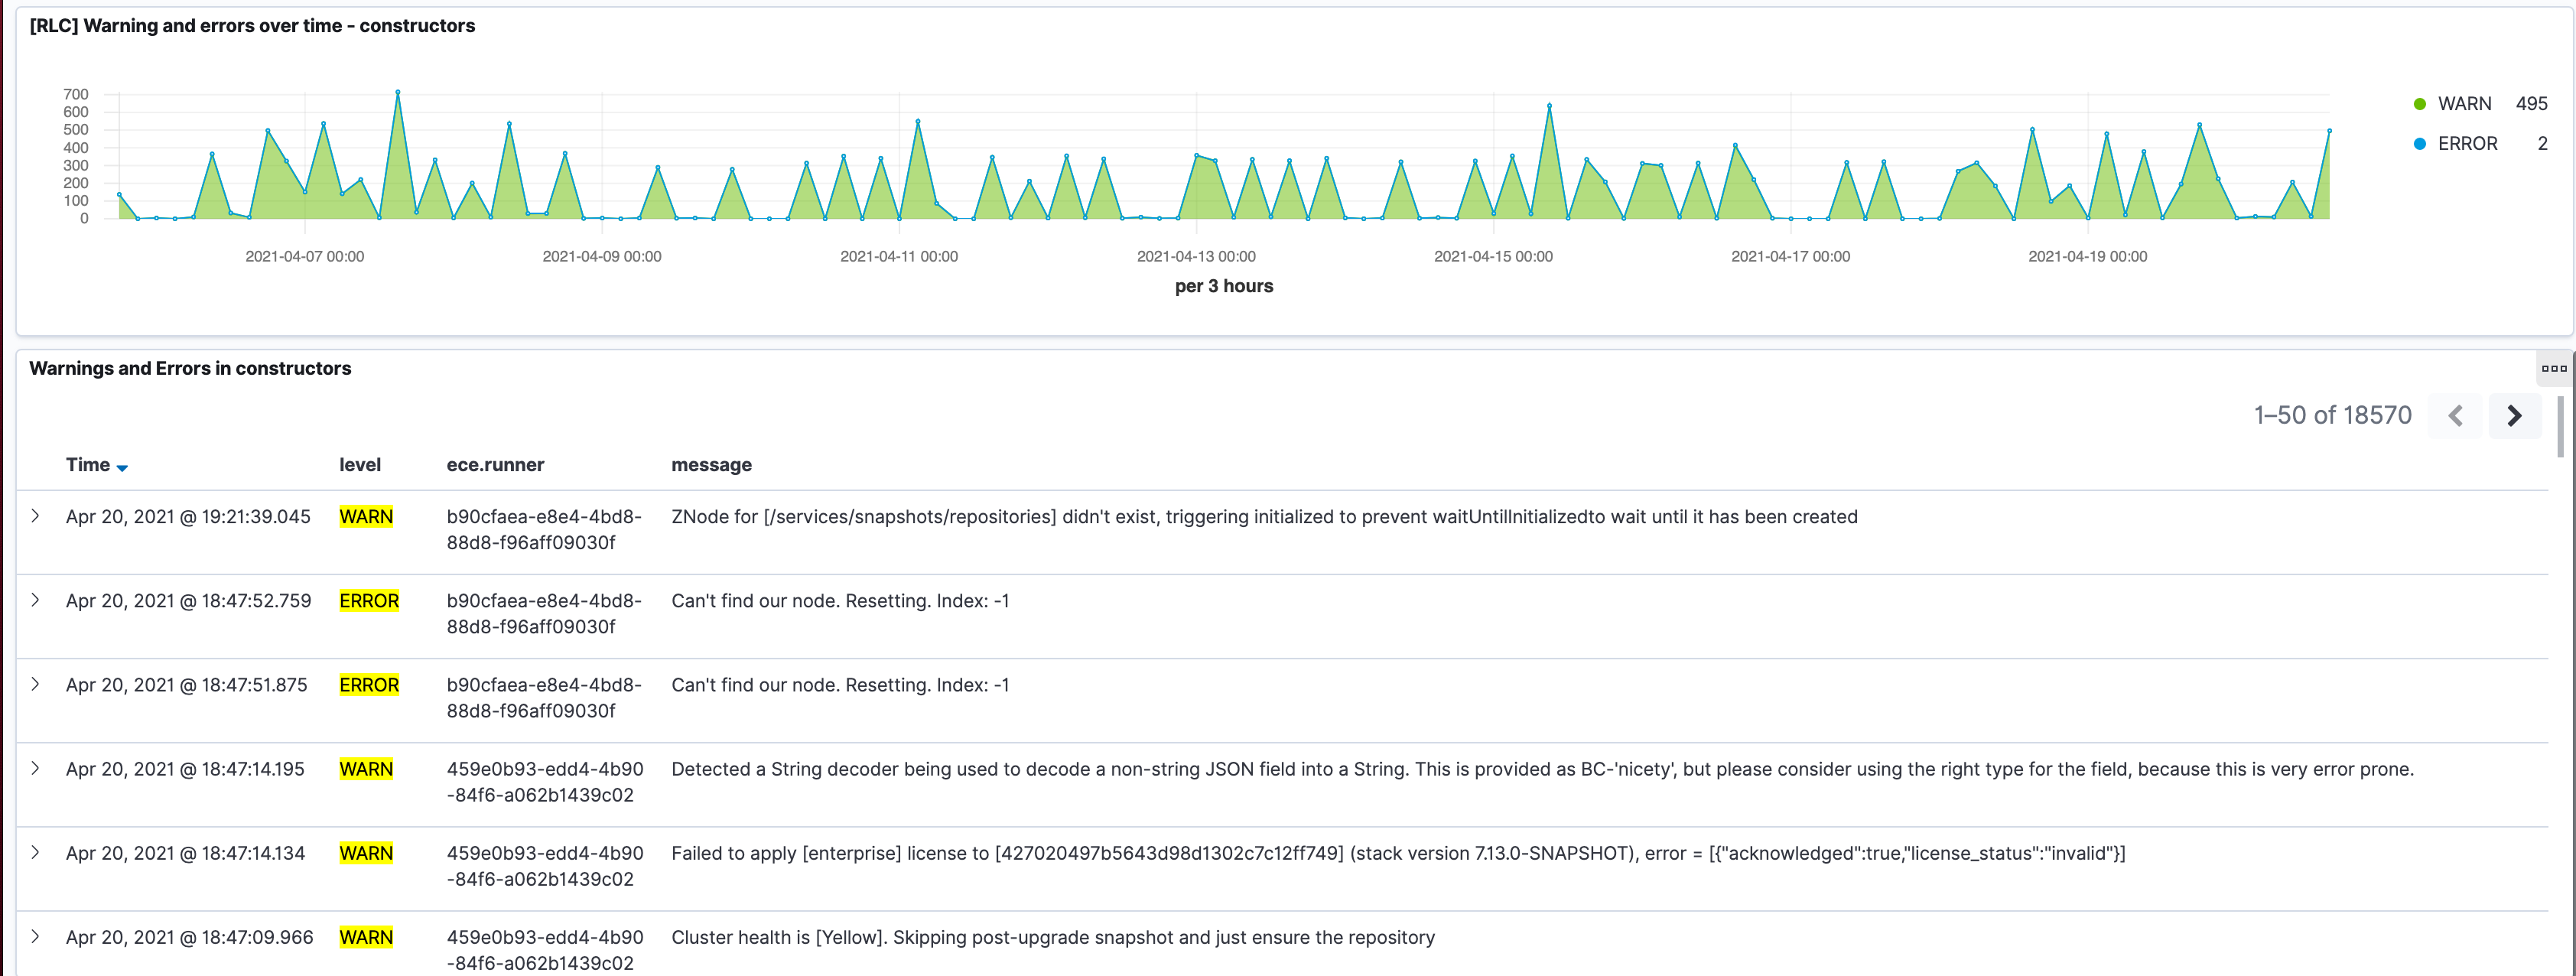 [RLC] Warning and errors over time - constructors
700
600
500
400
300
200
100
0
WARN 495
ERROR 2
2021-04-07 00:00 2021-04-09 00:00 2021-04-11 00:00 2021-04-13 00:00 2021-04-15 00:00 2021-04-17 00:00 2021-04-19 00:00
per 3 hours
Warnings and Errors in constructors
1–50 of 18570
Time level ece.runner message
Apr 20, 2021 @ 19:21:39.045 WARN b90cfaea-e8e4-4bd8- ZNode for [/services/snapshots/repositories] didn't exist, triggering initialized to prevent waitUntilInitializedto wait until it has been created
88d8-f96aff09030f
Apr 20, 2021 @ 18:47:52.759 ERROR b90cfaea-e8e4-4bd8- Can't find our node. Resetting. Index: -1
88d8-f96aff09030f
Apr 20, 2021 @ 18:47:51.875 ERROR b90cfaea-e8e4-4bd8- Can't find our node. Resetting. Index: -1
88d8-f96aff09030f
Apr 20, 2021 @ 18:47:14.195 WARN 459e0b93-edd4-4b90 Detected a String decoder being used to decode a non-string JSON field into a String. This is provided as BC-'nicety', but please consider using the right type for the field, because this is very error prone.
-84f6-a062b1439c02
Apr 20, 2021 @ 18:47:14.134 WARN 459e0b93-edd4-4b90 Failed to apply [enterprise] license to [427020497b5643d98d1302c7c12ff749] (stack version 7.13.0-SNAPSHOT), error = [{"acknowledged":true,"license_status":"invalid"}]
-84f6-a062b1439c02
Apr 20, 2021 @ 18:47:09.966 WARN 459e0b93-edd4-4b90 Cluster health is [Yellow]. Skipping post-upgrade snapshot and just ensure the repository
-84f6-a062b1439c02